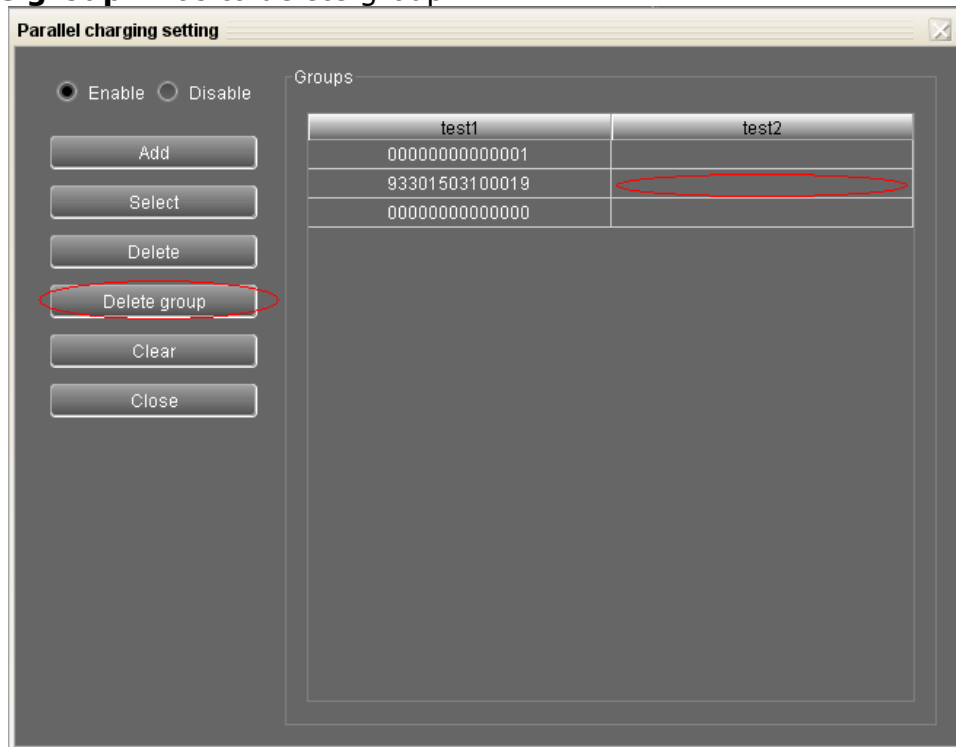 Parallel charging setting
Enable Disable
Groups
test1 test2
Add
00000000000001
93301503100019
Select
00000000000000
Delete
Delete group
Clear
Close